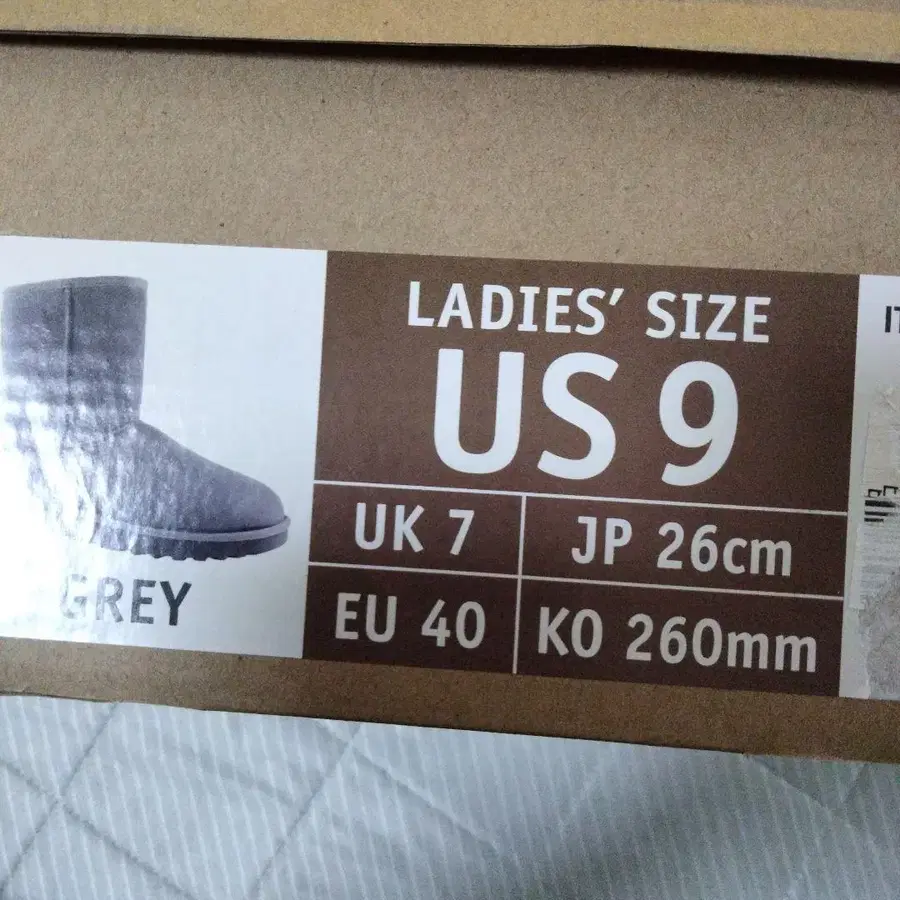 LADIES' SIZE
US 9
UK 7
JP 26cm
EU 40
KO 260mm
GREY